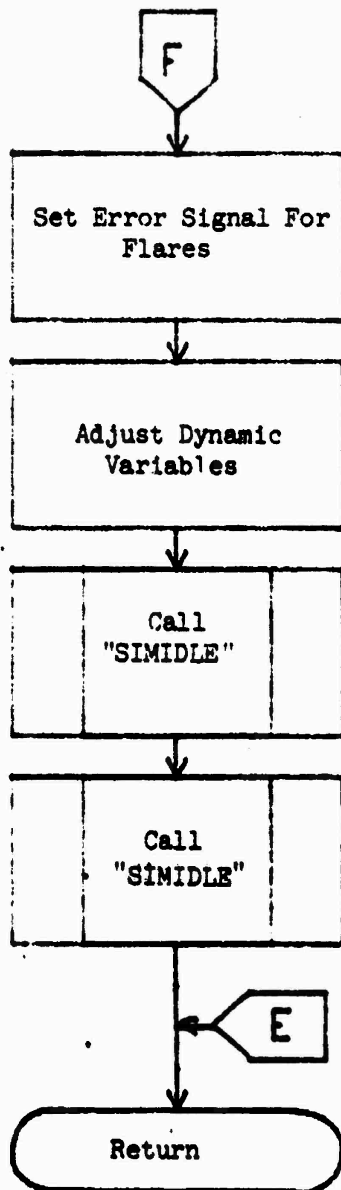 F
Set Error Signal For
Flares
Adjust Dynamic
Variables
Call
"SIMIDLE"
Call
"SIMIDLE"
E
Return